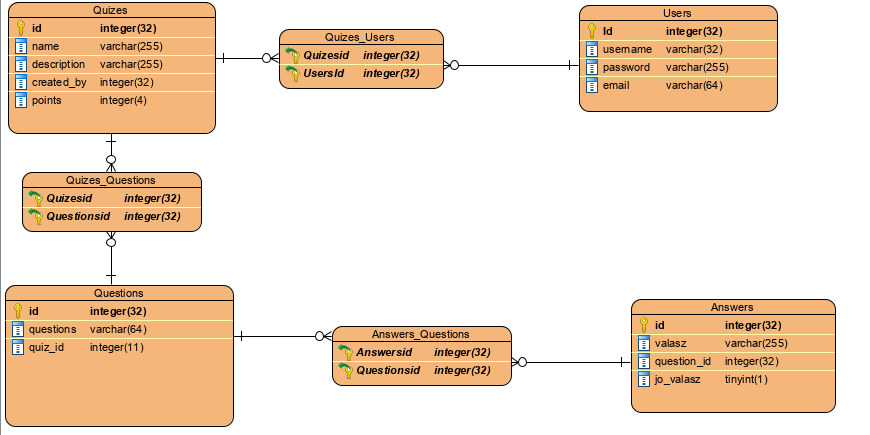 Quizes
id integer(32)
name varchar(255)
description varchar(255)
created_by integer(32)
points integer(4)
Quizes_Users
Quizesid integer(32)
UsersId integer(32)
Users
Id integer(32)
username varchar(32)
password varchar(255)
email varchar(64)
Quizes_Questions
Quizesid integer(32)
Questionsid integer(32)
Questions
id integer(32)
questions varchar(64)
quiz_id integer(11)
Answers_Questions
Answersid integer(32)
Questionsid integer(32)
Answers
id integer(32)
valasz varchar(255)
question_id integer(32)
jo_valasz tinyint(1)